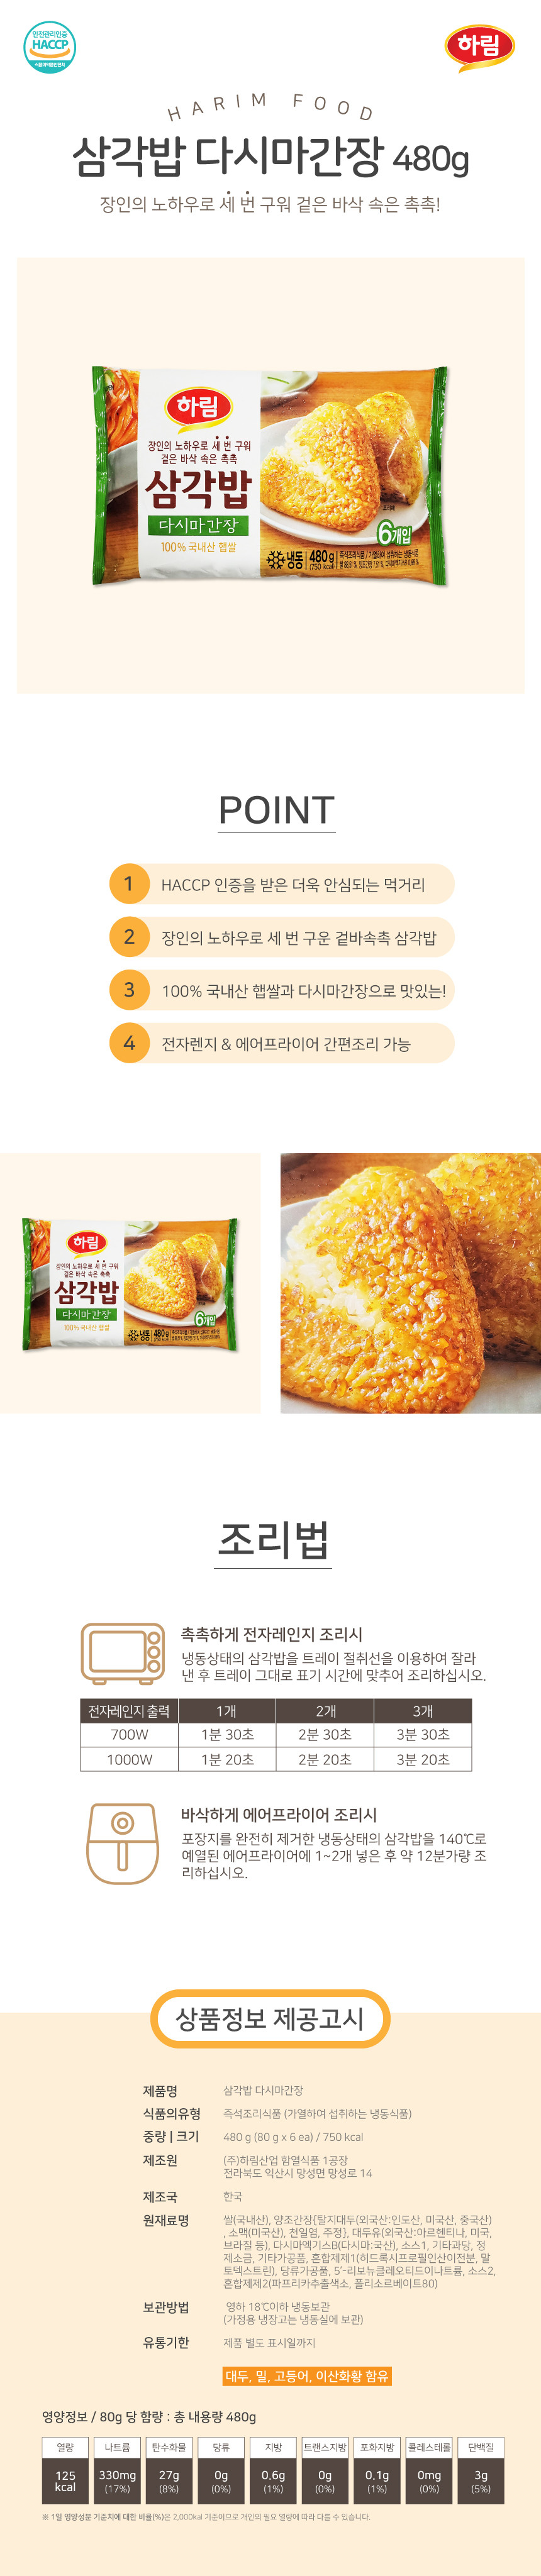 안전관리인증
HACCP
식품의약품안전처
하림
HARIM FOOD
삼각밥 다시마간장 480g
장인의 노하우로 세 번 구워 겉은 바삭 속은 촉촉!
하림
장인의 노하우로 세 번 구워
겉은 바삭 속은 촉촉
삼각밥
다시마간장
100% 국내산 햅쌀
조리예
6개입
냉동 480g (750 kcal)
즉석조리식품 / 가열하여 섭취하는 냉동식품
POINT
1 HACCP 인증을 받은 더욱 안심되는 먹거리
2 장인의 노하우로 세 번 구운 겉바속촉 삼각밥
3 100% 국내산 햅쌀과 다시마간장으로 맛있는!
4 전자렌지 & 에어프라이어 간편조리 가능
하림
장인의 노하우로 세 번 구워
겉은 바삭 속은 촉촉
삼각밥
다시마간장
100% 국내산 햅쌀
6개입
냉동 480g
조리법
촉촉하게 전자레인지 조리시
냉동상태의 삼각밥을 트레이 절취선을 이용하여 잘라
낸 후 트레이 그대로 표기 시간에 맞추어 조리하십시오.
전자레인지 출력 1개 2개 3개
700W 1분 30초 2분 30초 3분 30초
1000W 1분 20초 2분 20초 3분 20초
바삭하게 에어프라이어 조리시
포장지를 완전히 제거한 냉동상태의 삼각밥을 140℃로
예열된 에어프라이어에 1~2개 넣은 후 약 12분가량 조
리하십시오.
상품정보 제공고시
제품명 삼각밥 다시마간장
식품의유형 즉석조리식품 (가열하여 섭취하는 냉동식품)
중량 | 크기 480 g (80 g x 6 ea) / 750 kcal
제조원 (주)하림산업 함열식품 1공장
전라북도 익산시 망성면 망성로 14
제조국 한국
원재료명 쌀(국내산), 양조간장{탈지대두(외국산:인도산, 미국산, 중국산)
, 소맥(미국산), 천일염, 주정}, 대두유(외국산:아르헨티나, 미국,
브라질 등), 다시마엑기스B(다시마:국산), 소스1, 기타과당, 정
제소금, 기타가공품, 혼합제제1(히드록시프로필인산이전분, 말
토덱스트린), 당류가공품, 5'-리보뉴클레오티드이나트륨, 소스2,
혼합제제2(파프리카추출색소, 폴리소르베이트80)
보관방법 영하 18℃이하 냉동보관
(가정용 냉장고는 냉동실에 보관)
유통기한 제품 별도 표시일까지
대두, 밀, 고등어, 이산화황 함유
영양정보 / 80g 당 함량 : 총 내용량 480g
열량 나트륨 탄수화물 당류 지방 트랜스지방 포화지방 콜레스테롤 단백질
125 kcal 330mg 27g 0g 0.6g 0g 0.1g 0mg 3g
(17%) (8%) (0%) (1%) (0%) (1%) (0%) (5%)
※ 1일 영양성분 기준치에 대한 비율(%)은 2,000kal 기준이므로 개인의 필요 열량에 따라 다를 수 있습니다.